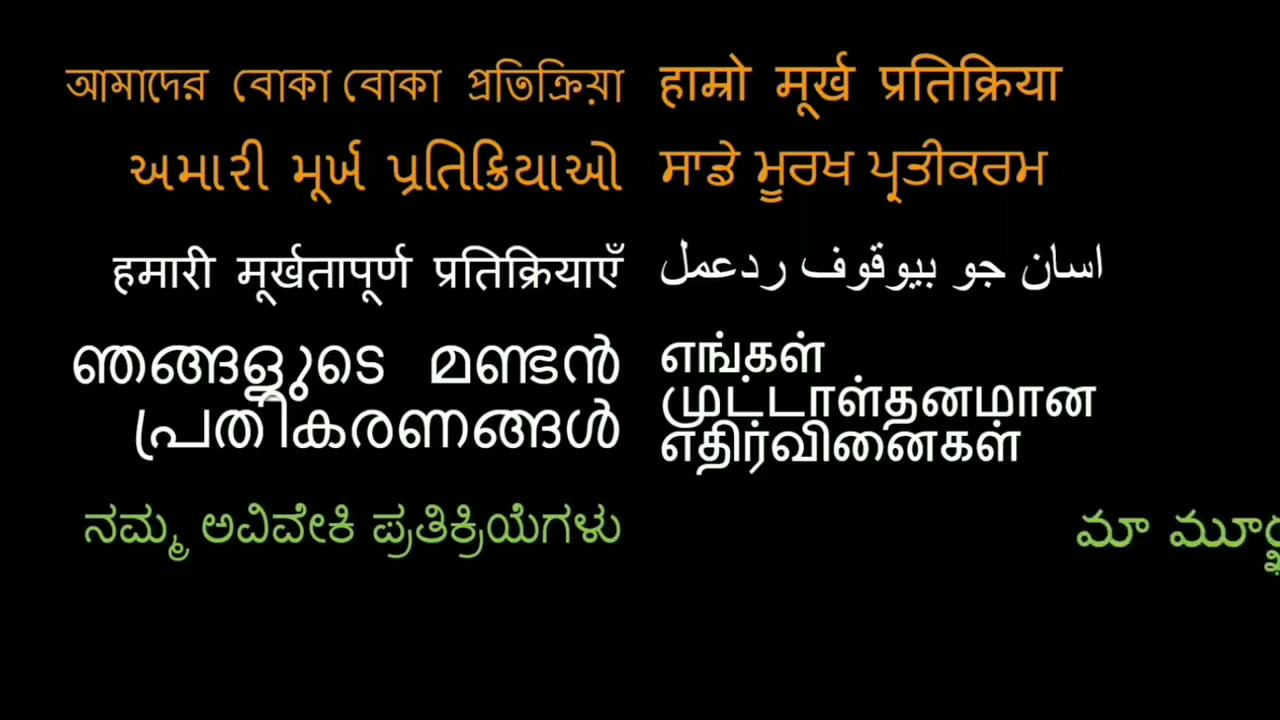 আমাদের বোকা বোকা প্রতিক্রিয়া
हाम्रो मूर्ख प्रतिक्रिया
અમારી મૂર્ખ પ્રતિક્રિયાઓ
ਸਾਡੇ ਮੂਰਖ ਪ੍ਰਤੀਕਰਮ
हमारी मूर्खतापूर्ण प्रतिक्रियाएँ
اسان جو بيوقوف ردعمل
ഞങ്ങളുടെ മണ്ടൻ
പ്രതികരണങ്ങൾ
எங்கள்
முட்டாள்தனமான
எதிர்வினைகள்
ನಮ್ಮ ಅವಿವೇಕಿ ಪ್ರತಿಕ್ರಿಯೆಗಳು
మా